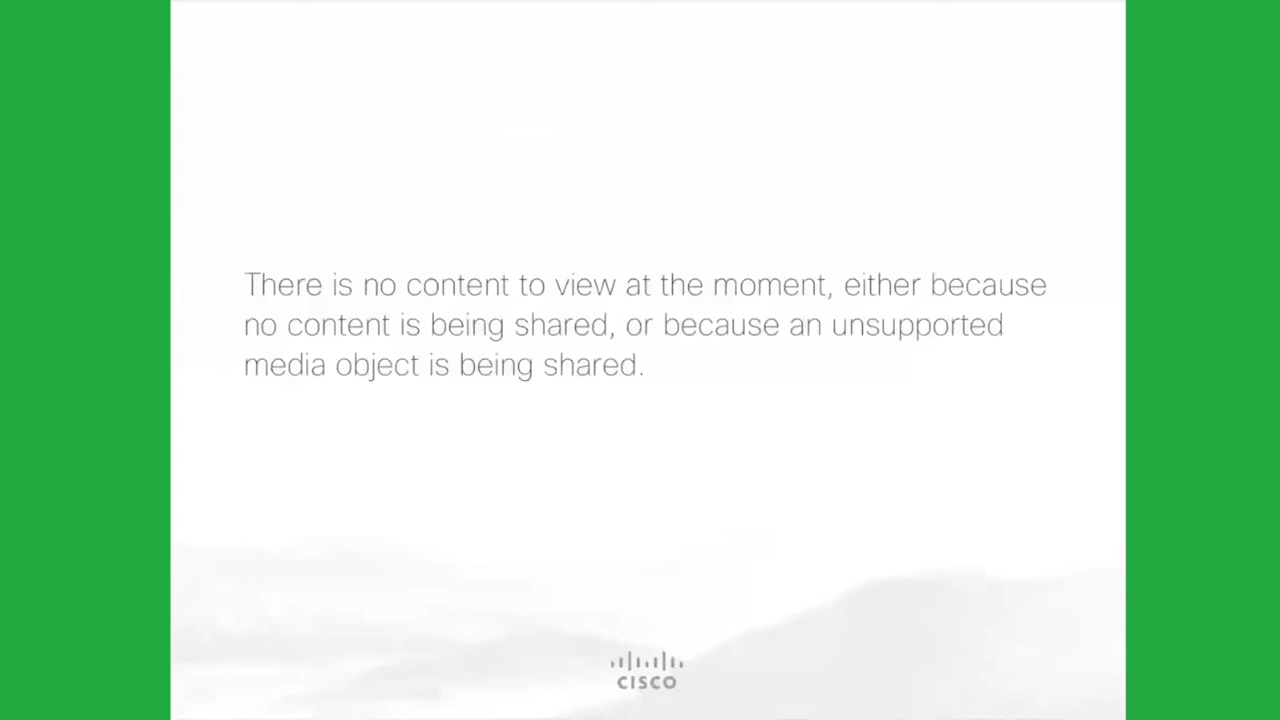 There is no content to view at the moment, either because
no content is being shared, or because an unsupported
media object is being shared.
CISCO